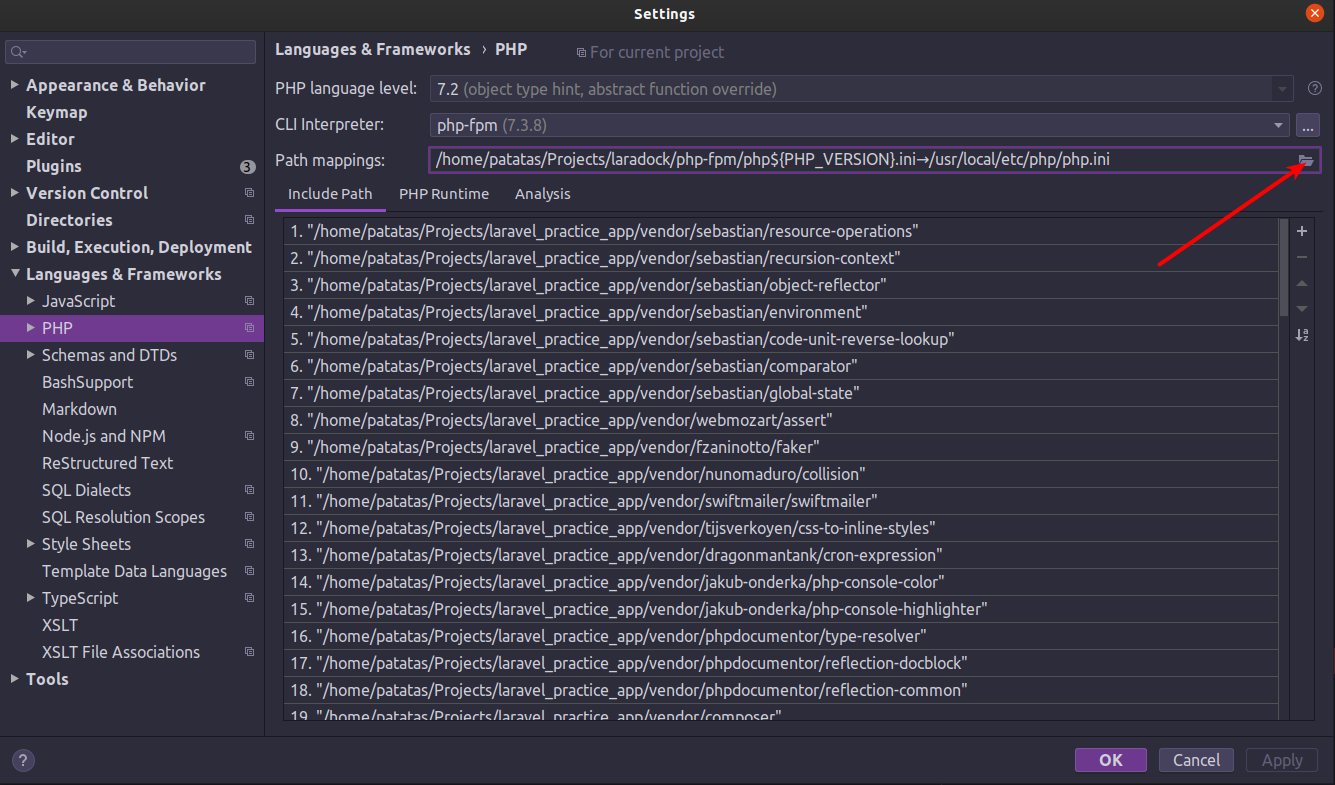 Settings
Languages & Frameworks › PHP
For current project
Appearance & Behavior
Keymap
Editor
Plugins
3
Version Control
Directories
Build, Execution, Deployment
Languages & Frameworks
JavaScript
PHP
Schemas and DTDs
BashSupport
Markdown
Node.js and NPM
ReStructured Text
SQL Dialects
SQL Resolution Scopes
Style Sheets
Template Data Languages
TypeScript
XSLT
XSLT File Associations
Tools
PHP language level: 7.2 (object type hint, abstract function override)
?
CLI Interpreter: php-fpm (7.3.8)
...
Path mappings: /home/patatas/Projects/laradock/php-fpm/php${PHP_VERSION}.ini→/usr/local/etc/php/php.ini
Include Path PHP Runtime Analysis
1. "/home/patatas/Projects/laravel_practice_app/vendor/sebastian/resource-operations"
2. "/home/patatas/Projects/laravel_practice_app/vendor/sebastian/recursion-context"
3. "/home/patatas/Projects/laravel_practice_app/vendor/sebastian/object-reflector"
4. "/home/patatas/Projects/laravel_practice_app/vendor/sebastian/environment"
5. "/home/patatas/Projects/laravel_practice_app/vendor/sebastian/code-unit-reverse-lookup"
6. "/home/patatas/Projects/laravel_practice_app/vendor/sebastian/comparator"
7. "/home/patatas/Projects/laravel_practice_app/vendor/sebastian/global-state"
8. "/home/patatas/Projects/laravel_practice_app/vendor/webmozart/assert"
9. "/home/patatas/Projects/laravel_practice_app/vendor/fzaninotto/faker"
10. "/home/patatas/Projects/laravel_practice_app/vendor/nunomaduro/collision"
11. "/home/patatas/Projects/laravel_practice_app/vendor/swiftmailer/swiftmailer"
12. "/home/patatas/Projects/laravel_practice_app/vendor/tijsverkoyen/css-to-inline-styles"
13. "/home/patatas/Projects/laravel_practice_app/vendor/dragonmantank/cron-expression"
14. "/home/patatas/Projects/laravel_practice_app/vendor/jakub-onderka/php-console-color"
15. "/home/patatas/Projects/laravel_practice_app/vendor/jakub-onderka/php-console-highlighter"
16. "/home/patatas/Projects/laravel_practice_app/vendor/phpdocumentor/type-resolver"
17. "/home/patatas/Projects/laravel_practice_app/vendor/phpdocumentor/reflection-docblock"
18. "/home/patatas/Projects/laravel_practice_app/vendor/phpdocumentor/reflection-common"
19. "/home/patatas/Projects/laravel_practice_app/vendor/composer"
?
OK Cancel Apply